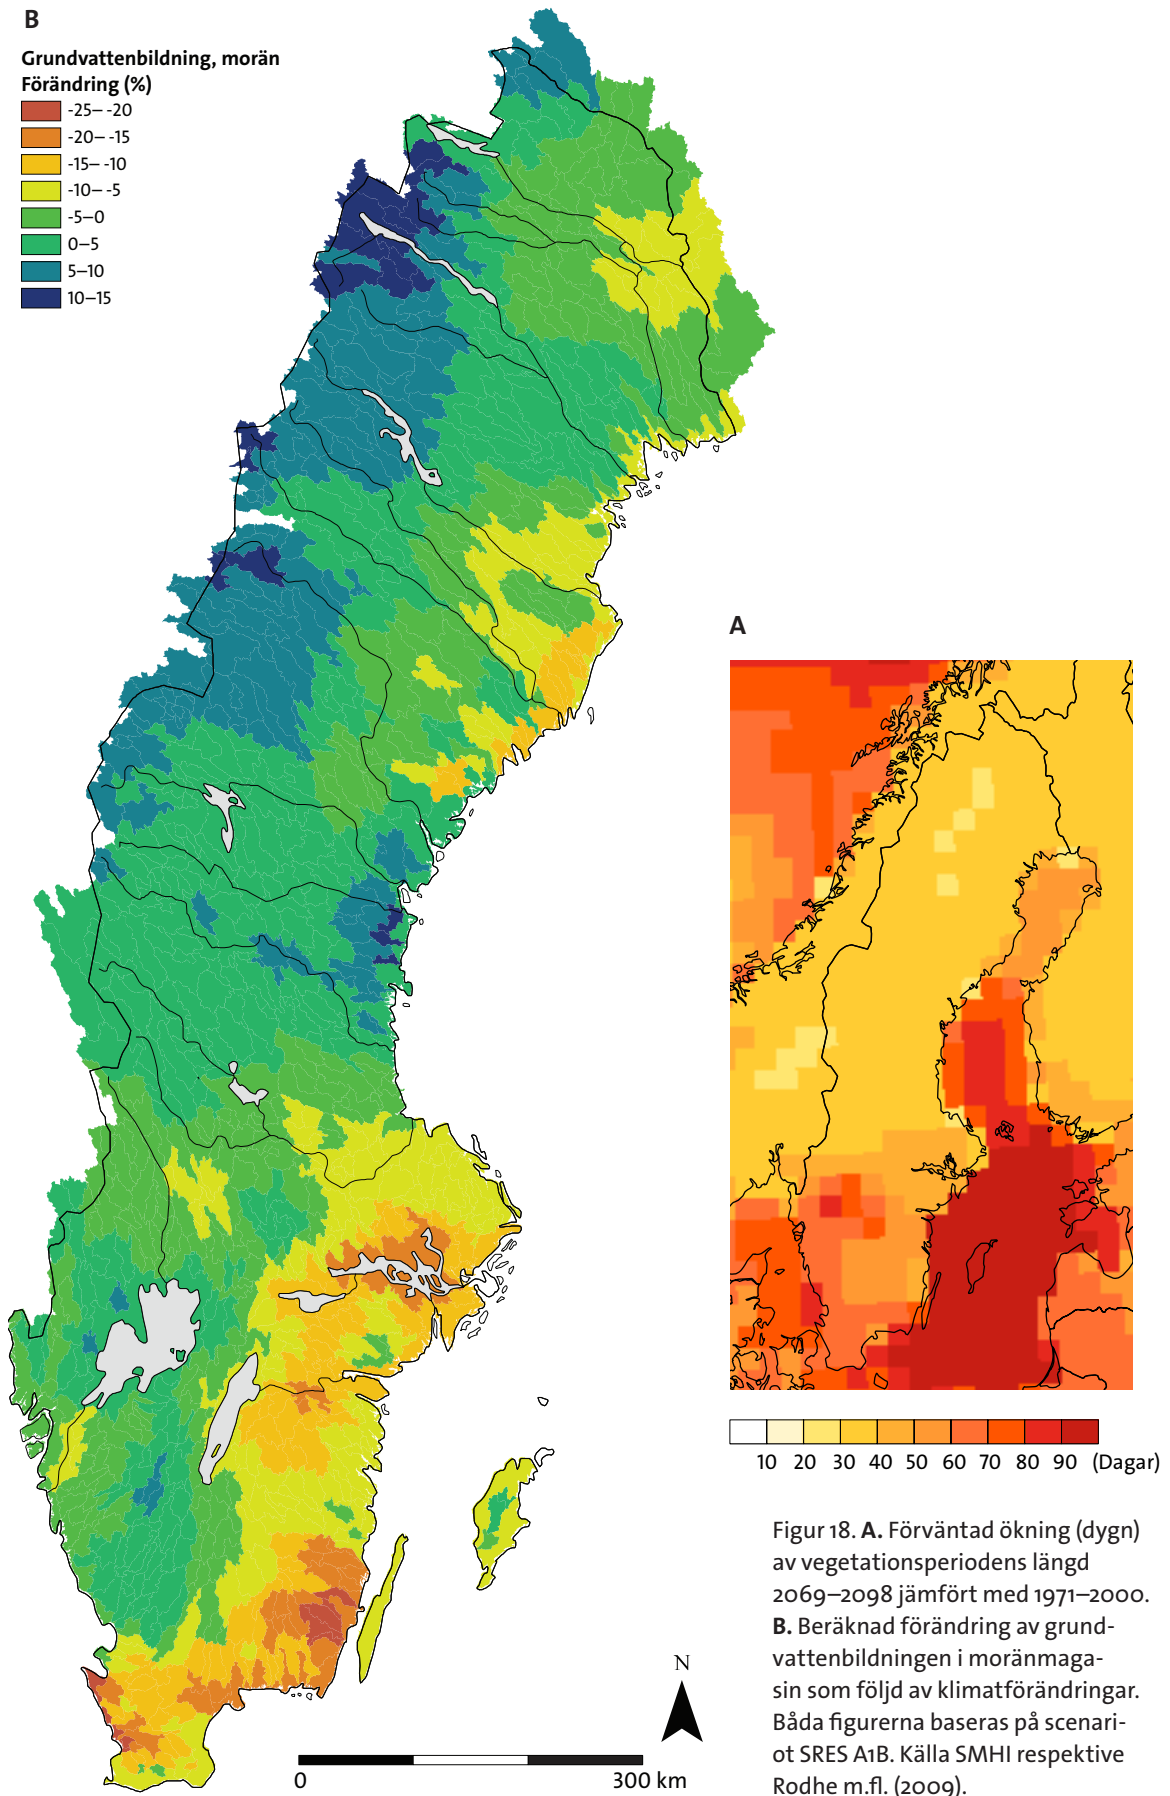 B
Grundvattenbildning, morän
Förändring (%)
-25– -20
-20– -15
-15– -10
-10– -5
-5–0
0–5
5–10
10–15
A
10 20 30 40 50 60 70 80 90 (Dagar)
Figur 18. A. Förväntad ökning (dygn)
av vegetationsperiodens längd
2069–2098 jämfört med 1971–2000.
B. Beräknad förändring av grund-
vattenbildningen i moränmaga-
sin som följd av klimatförändringar.
Båda figurerna baseras på scenari-
ot SRES A1B. Källa SMHI respektive
Rodhe m.fl. (2009).
N
0 300 km